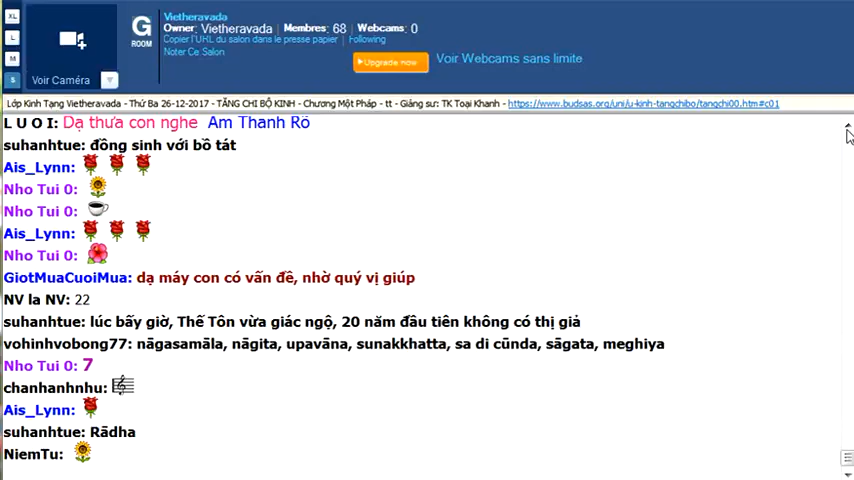 XL
L
M
S
Voir Caméra
G
ROOM
Vietheravada
Owner: Vietheravada Membres: 68 Webcams: 0
Copier l'URL du salon dans le presse papier | Following
Noter Ce Salon
Upgrade now
Voir Webcams sans limite
Lớp Kinh Tạng Vietheravada - Thứ Ba 26-12-2017 - TĂNG CHI BỘ KINH - Chương Một Pháp - tt - Giảng sư: TK Toại Khanh - https://www.budsas.org/uni/u-kinh-tangchibo/tangchi00.htm#c01
L U O I: Dạ thưa con nghe Am Thanh Rõ
suhanhtue: đồng sinh với bồ tát
Ais_Lynn:
Nho Tui 0:
Nho Tui 0:
Ais_Lynn:
Nho Tui 0:
GiotMuaCuoiMua: dạ máy con có vấn đề, nhờ quý vị giúp
NV la NV: 22
suhanhtue: lúc bấy giờ, Thế Tôn vừa giác ngộ, 20 năm đầu tiên không có thị giả
vohinhvobong77: nāgasamāla, nāgita, upavāna, sunakkhatta, sa di cūnda, sāgata, meghiya
Nho Tui 0: 7
chanhanhnhu:
Ais_Lynn:
suhanhtue: Rādha
NiemTu: